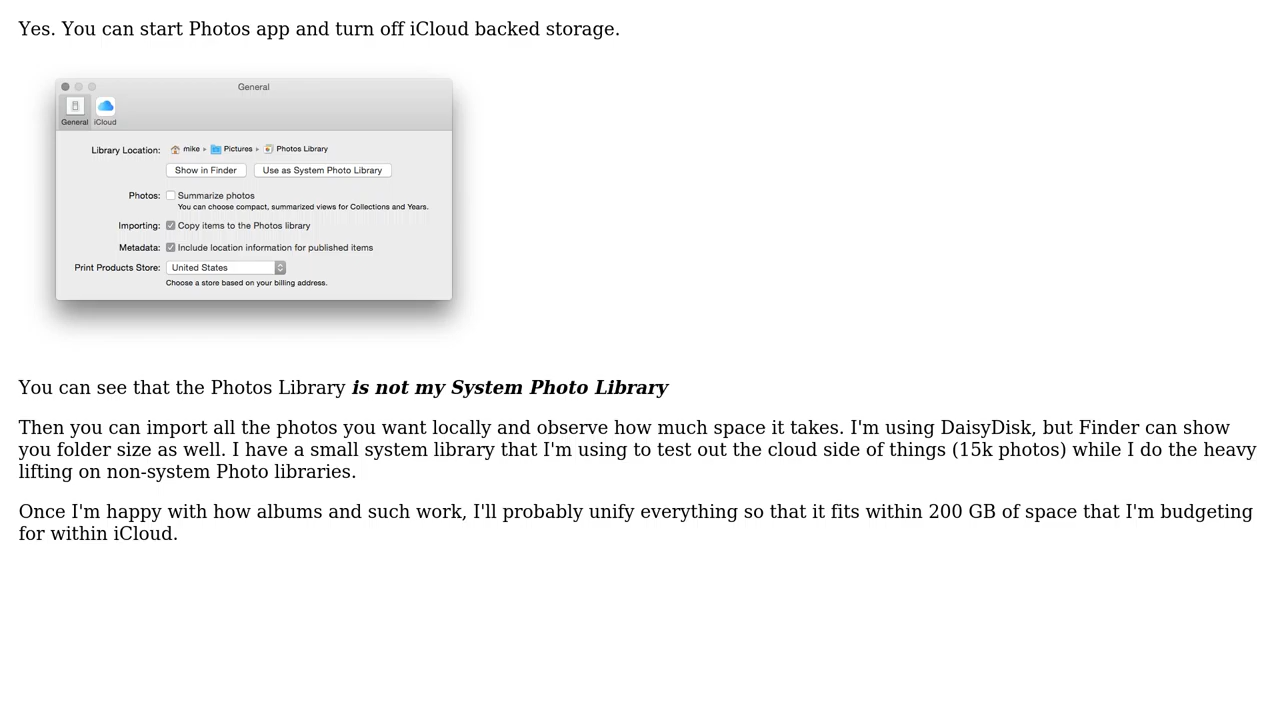 Yes. You can start Photos app and turn off iCloud backed storage.
General
General iCloud
Library Location: mike ▸ Pictures ▸ Photos Library
Show in Finder Use as System Photo Library
Photos: Summarize photos
You can choose compact, summarized views for Collections and Years.
Importing: Copy items to the Photos library
Metadata: Include location information for published items
Print Products Store: United States
Choose a store based on your billing address.
You can see that the Photos Library is not my System Photo Library
Then you can import all the photos you want locally and observe how much space it takes. I'm using DaisyDisk, but Finder can show
you folder size as well. I have a small system library that I'm using to test out the cloud side of things (15k photos) while I do the heavy
lifting on non-system Photo libraries.
Once I'm happy with how albums and such work, I'll probably unify everything so that it fits within 200 GB of space that I'm budgeting
for within iCloud.